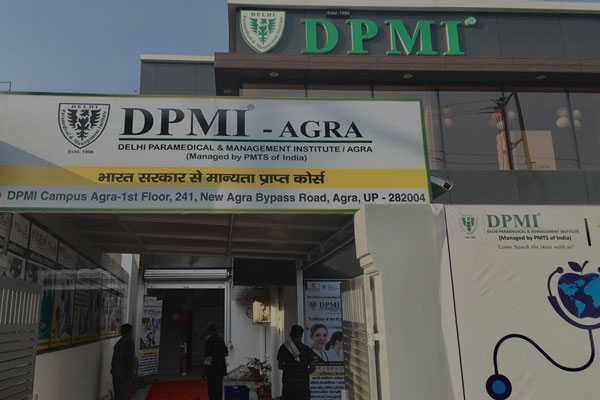 Estd. 1996
DELHI
DPMI
DELHI
Estd. 1996
DPMI® - AGRA
DELHI PARAMEDICAL & MANAGEMENT INSTITUTE / AGRA
(Managed by PMTS of India)
भारत सरकार से मान्यता प्राप्त कोर्स
DPMI Campus Agra-1st Floor, 241, New Agra Bypass Road, Agra, UP - 282004
DPMI
DELHI PARAMEDICAL & MANAGEMENT INSTITUTE
(Managed by PMTS of India)
"Come Reach the skies with us"
DPMI